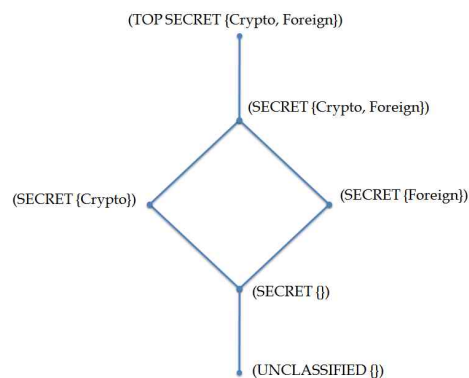 (TOP SECRET {Crypto, Foreign})
(SECRET {Crypto, Foreign})
(SECRET {Crypto})
(SECRET {Foreign})
(SECRET {})
(UNCLASSIFIED {})